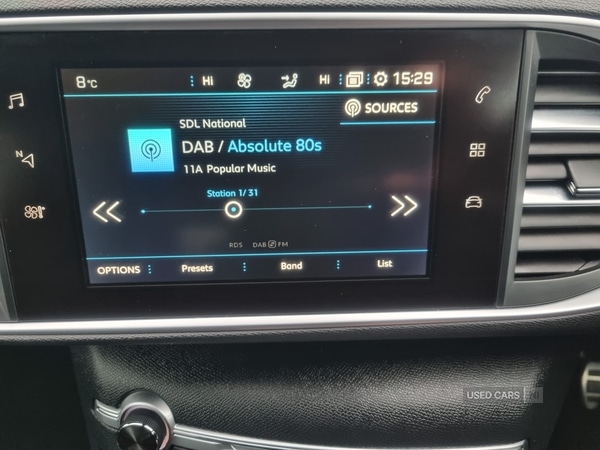 8°C Hi Hi 15:29
SOURCES
SDL National
DAB / Absolute 80s
11A Popular Music
Station 1/ 31
RDS DAB FM
OPTIONS Presets Band List
N
USED CARS NI